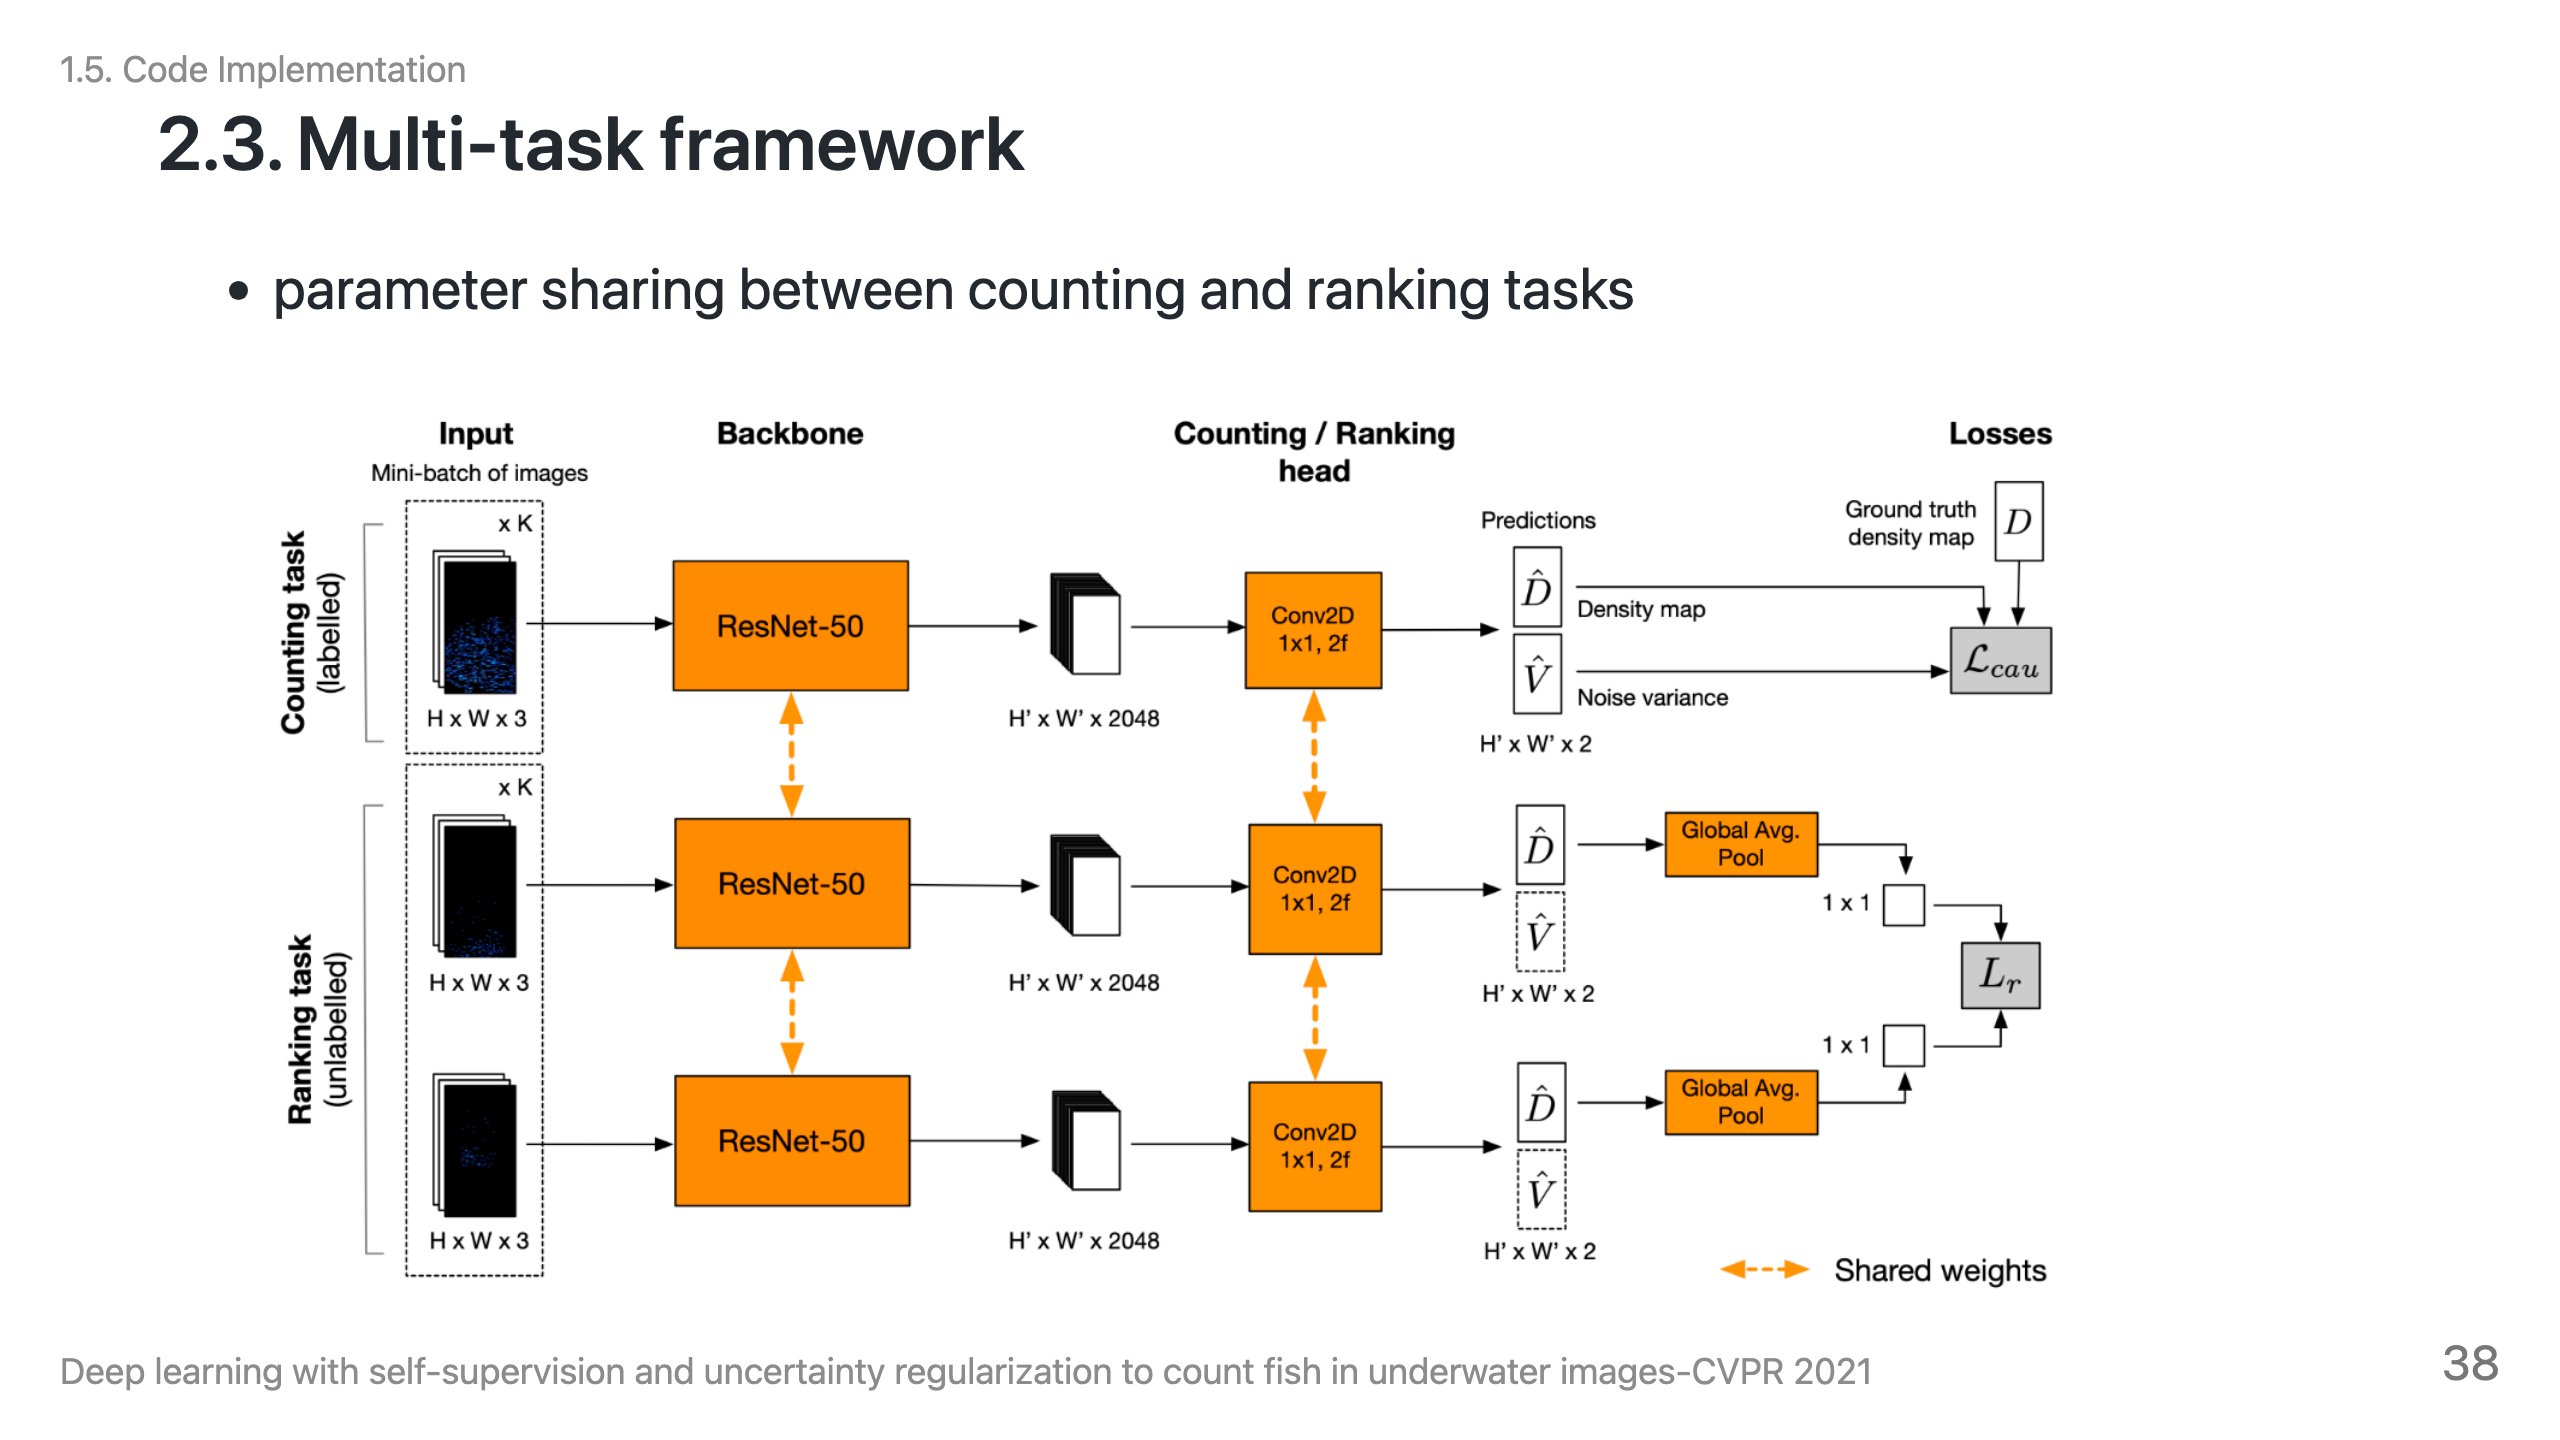 1.5. Code Implementation
2.3. Multi-task framework
• parameter sharing between counting and ranking tasks
Input
Mini-batch of images
Backbone
Counting / Ranking
head
Losses
Counting task
(labelled)
x K
H x W x 3
ResNet-50
H' x W' x 2048
Conv2D
1x1, 2f
Predictions
D̂
Density map
V̂
Noise variance
H' x W' x 2
Ground truth
density map
D
ℒcau
Ranking task
(unlabelled)
x K
H x W x 3
ResNet-50
H' x W' x 2048
Conv2D
1x1, 2f
D̂
V̂
H' x W' x 2
Global Avg.
Pool
1 x 1
Lr
H x W x 3
ResNet-50
H' x W' x 2048
Conv2D
1x1, 2f
D̂
V̂
H' x W' x 2
Global Avg.
Pool
1 x 1
Shared weights
Deep learning with self-supervision and uncertainty regularization to count fish in underwater images-CVPR 2021
38